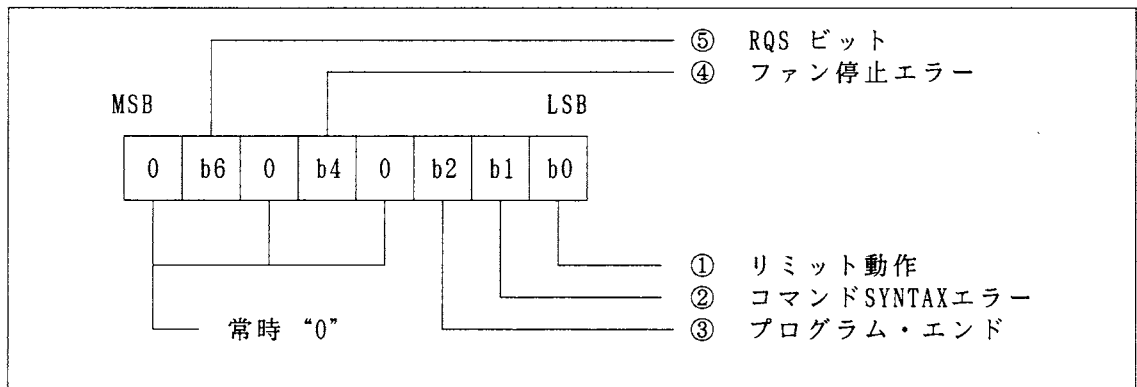 ⑤ RQS ビット
④ ファン停止エラー
MSB LSB
0 b6 0 b4 0 b2 b1 b0
① リミット動作
② コマンドSYNTAXエラー
常時 “0” ③ プログラム・エンド